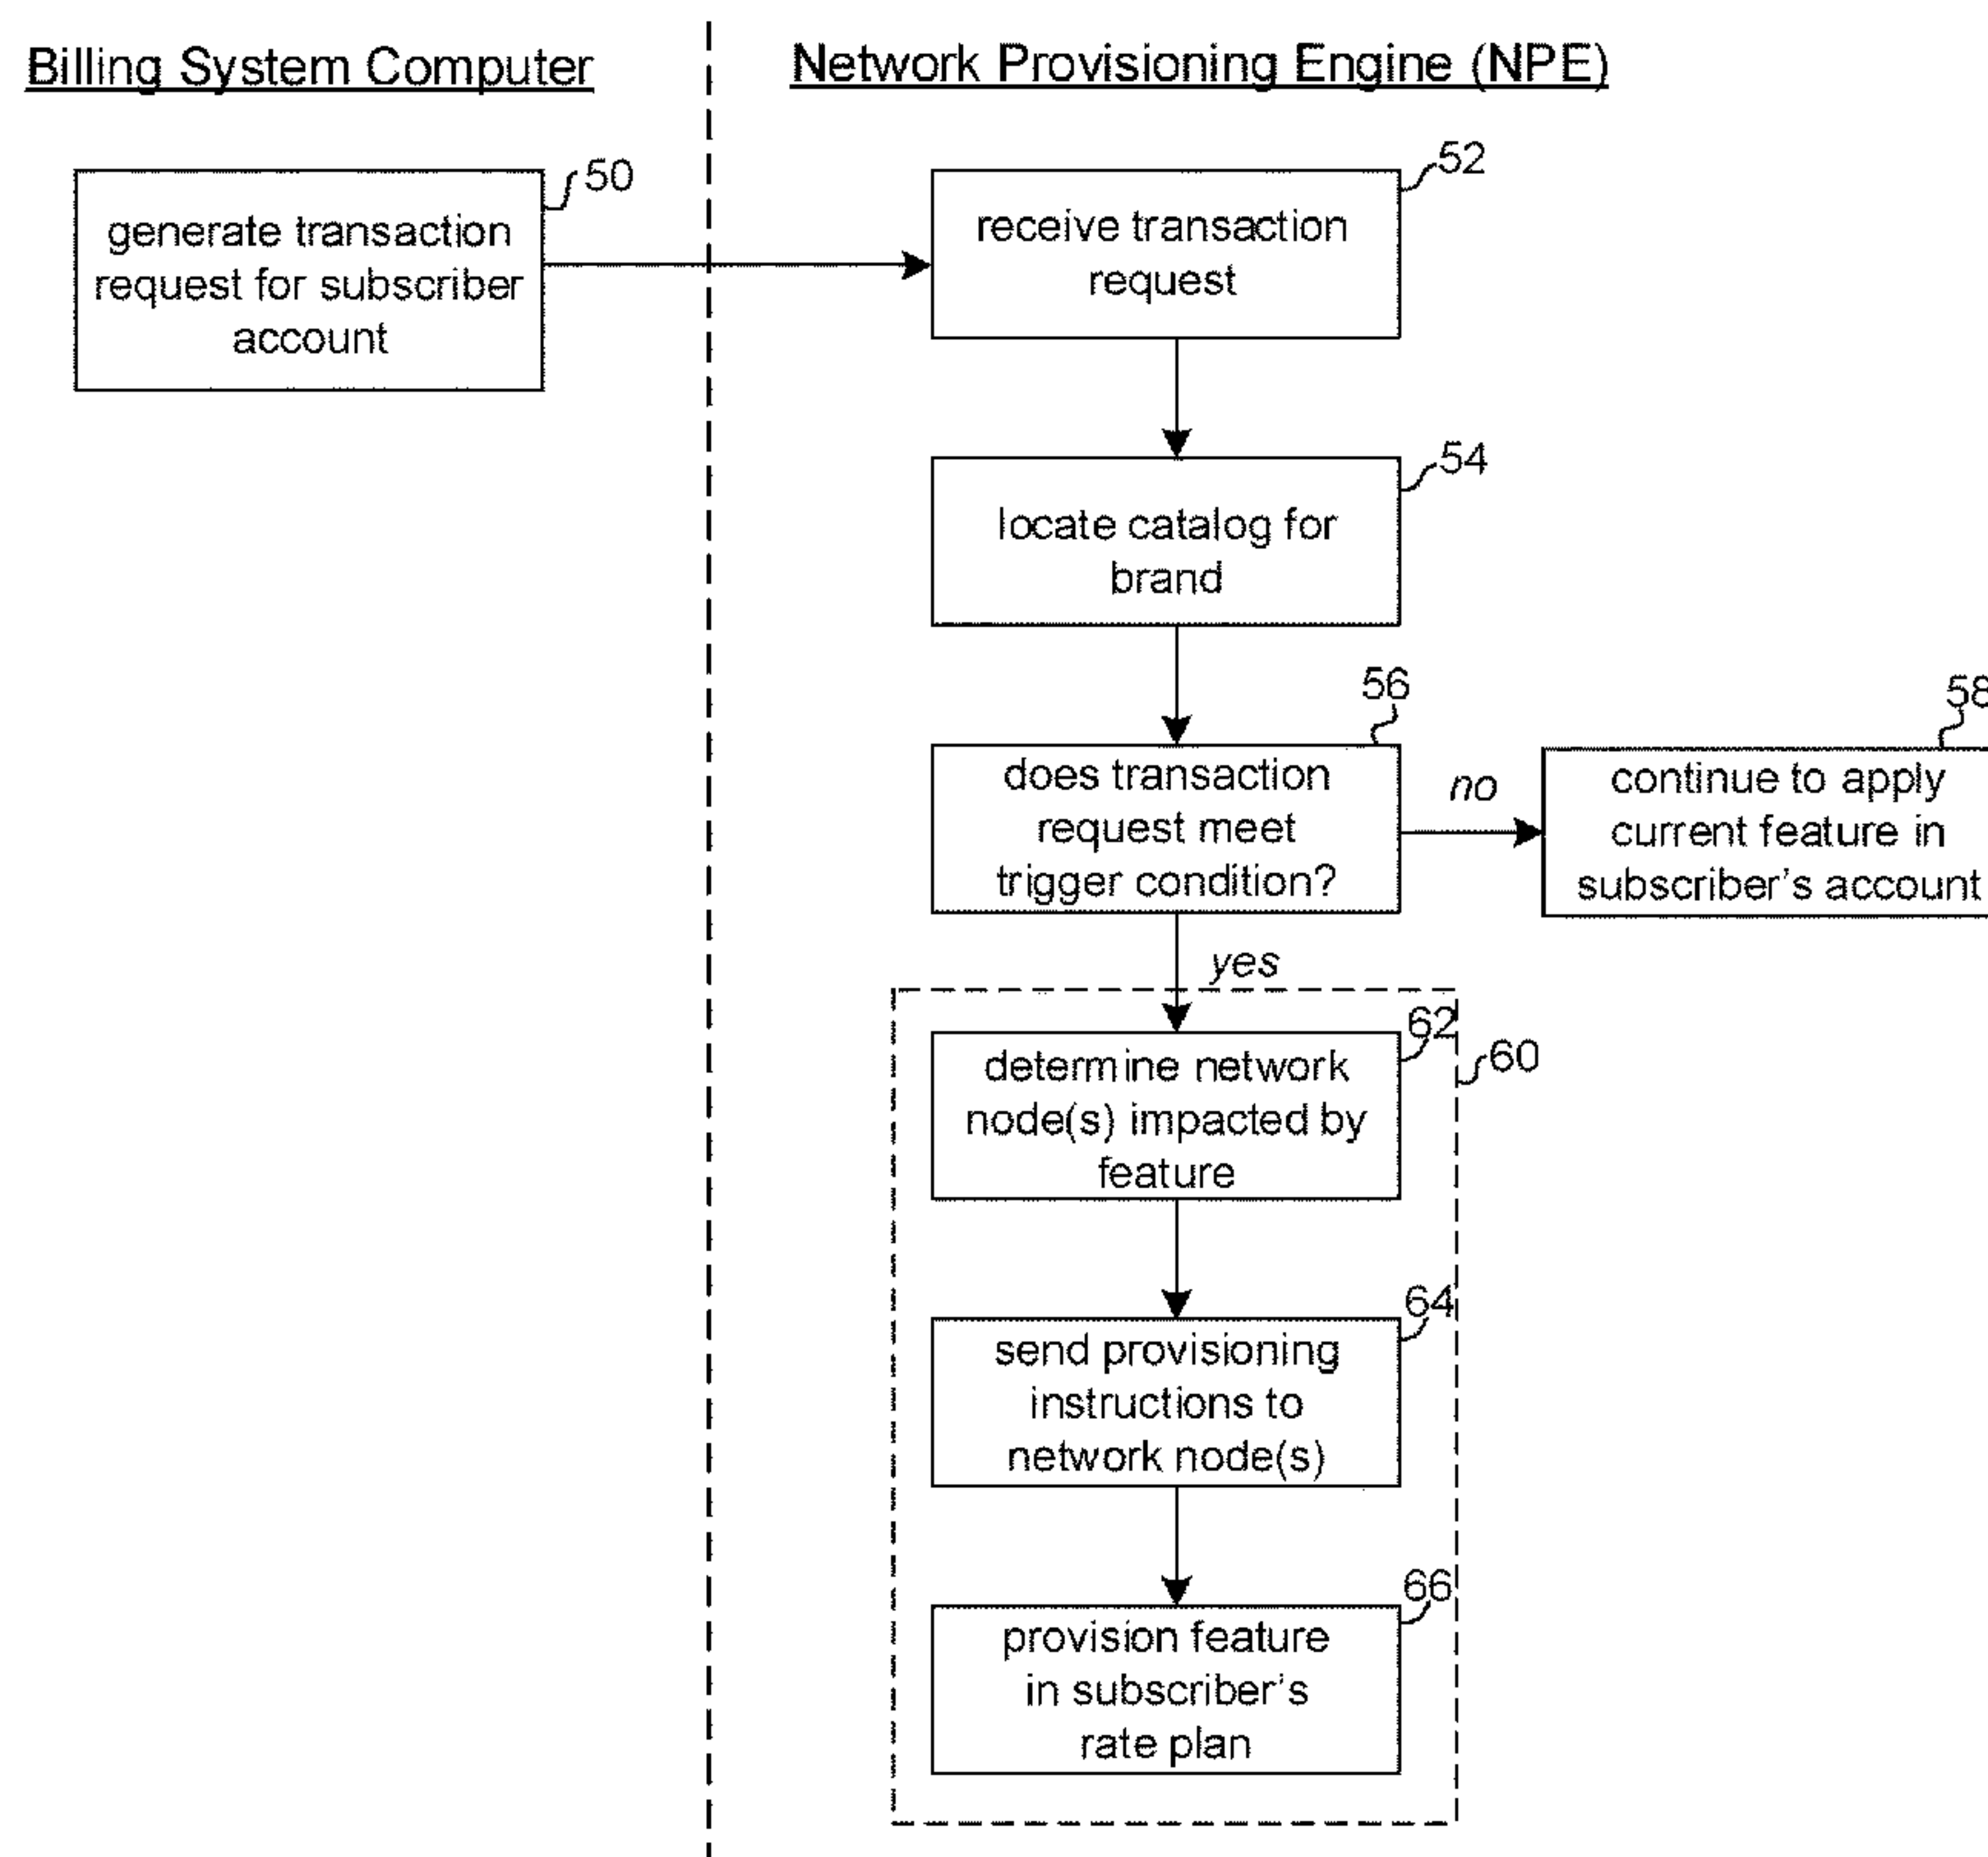 Billing System Computer
Network Provisioning Engine (NPE)
50
generate transaction
request for subscriber
account
52
receive transaction
request
54
locate catalog for
brand
56
does transaction
request meet
trigger condition?
no
58
continue to apply
current feature in
subscriber's account
yes
60
62
determine network
node(s) impacted by
feature
64
send provisioning
instructions to
network node(s)
66
provision feature
in subscriber's
rate plan